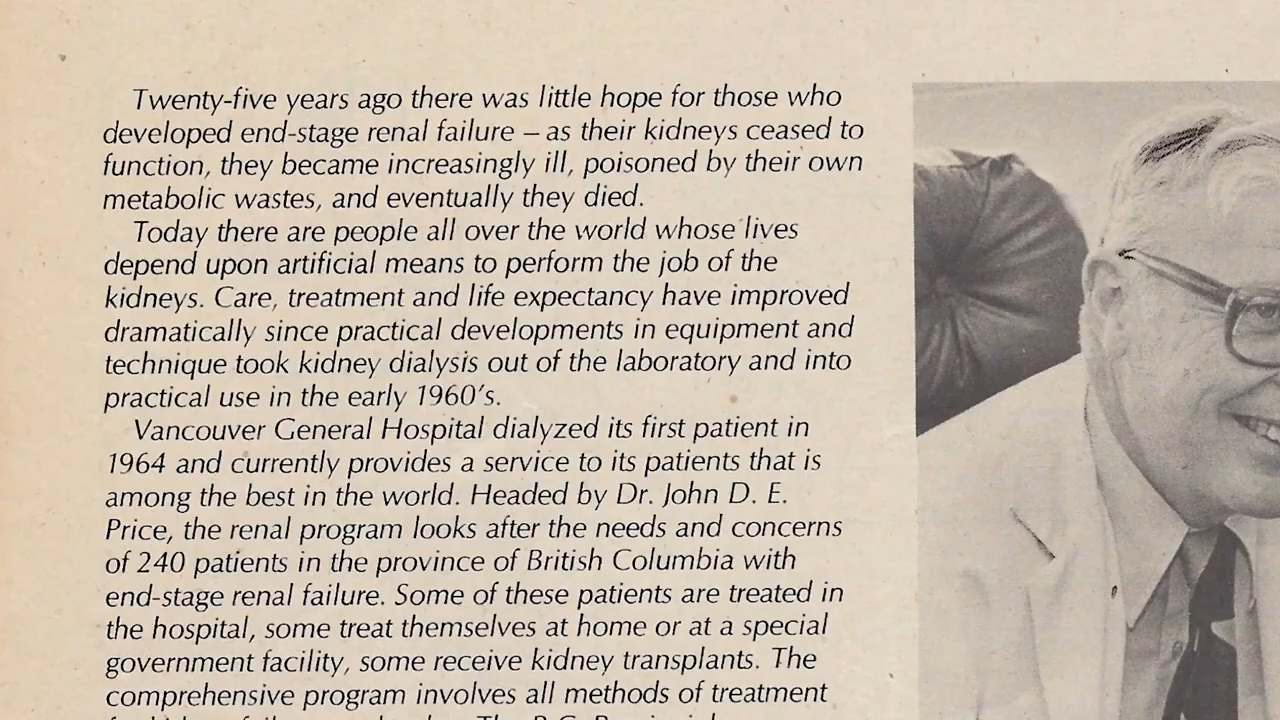 Twenty-five years ago there was little hope for those who
developed end-stage renal failure – as their kidneys ceased to
function, they became increasingly ill, poisoned by their own
metabolic wastes, and eventually they died.
Today there are people all over the world whose lives
depend upon artificial means to perform the job of the
kidneys. Care, treatment and life expectancy have improved
dramatically since practical developments in equipment and
technique took kidney dialysis out of the laboratory and into
practical use in the early 1960's.
Vancouver General Hospital dialyzed its first patient in
1964 and currently provides a service to its patients that is
among the best in the world. Headed by Dr. John D. E.
Price, the renal program looks after the needs and concerns
of 240 patients in the province of British Columbia with
end-stage renal failure. Some of these patients are treated in
the hospital, some treat themselves at home or at a special
government facility, some receive kidney transplants. The
comprehensive program involves all methods of treatment